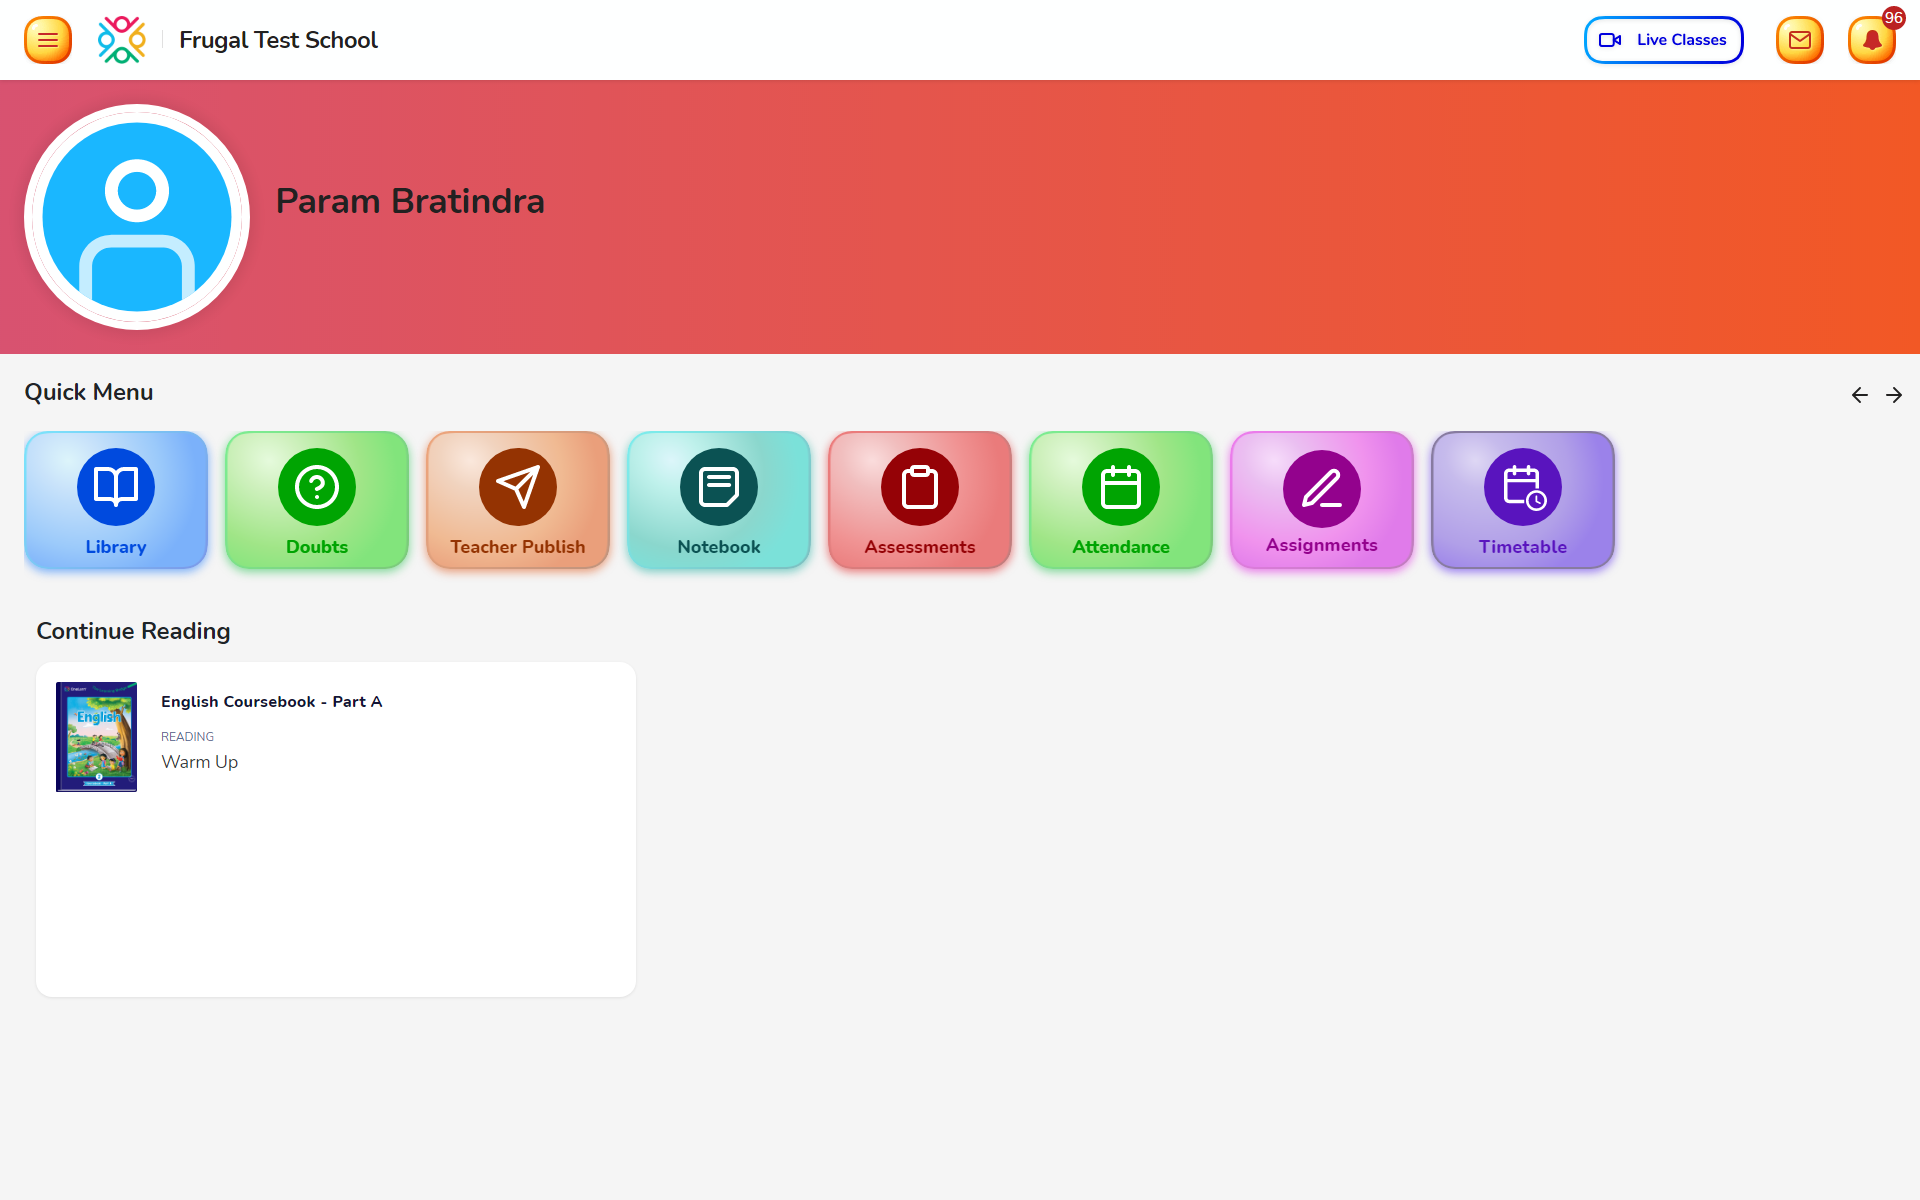 Frugal Test School
Live Classes
96
Param Bratindra
Quick Menu
Library
Doubts
Teacher Publish
Notebook
Assessments
Attendance
Assignments
Timetable
Continue Reading
English
English Coursebook - Part A
READING
Warm Up